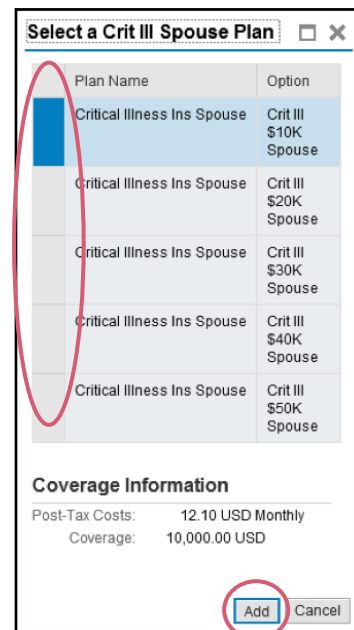 Select a Crit Ill Spouse Plan
Plan Name Option
Critical Illness Ins Spouse Crit Ill
$10K
Spouse
Critical Illness Ins Spouse Crit Ill
$20K
Spouse
Critical Illness Ins Spouse Crit Ill
$30K
Spouse
Critical Illness Ins Spouse Crit Ill
$40K
Spouse
Critical Illness Ins Spouse Crit Ill
$50K
Spouse
Coverage Information
Post-Tax Costs: 12.10 USD Monthly
Coverage: 10,000.00 USD
Add Cancel